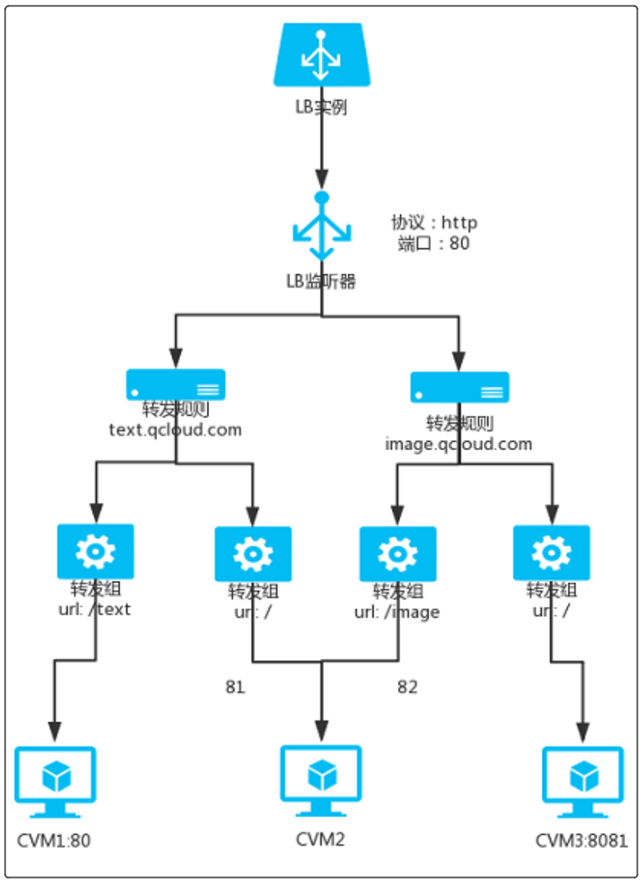 LB实例
协议：http
端口：80
LB监听器
转发规则
text.qcloud.com
转发规则
image.qcloud.com
转发组
url: /text
转发组
url: /
转发组
url: /image
转发组
url: /
81
82
CVM1:80
CVM2
CVM3:8081